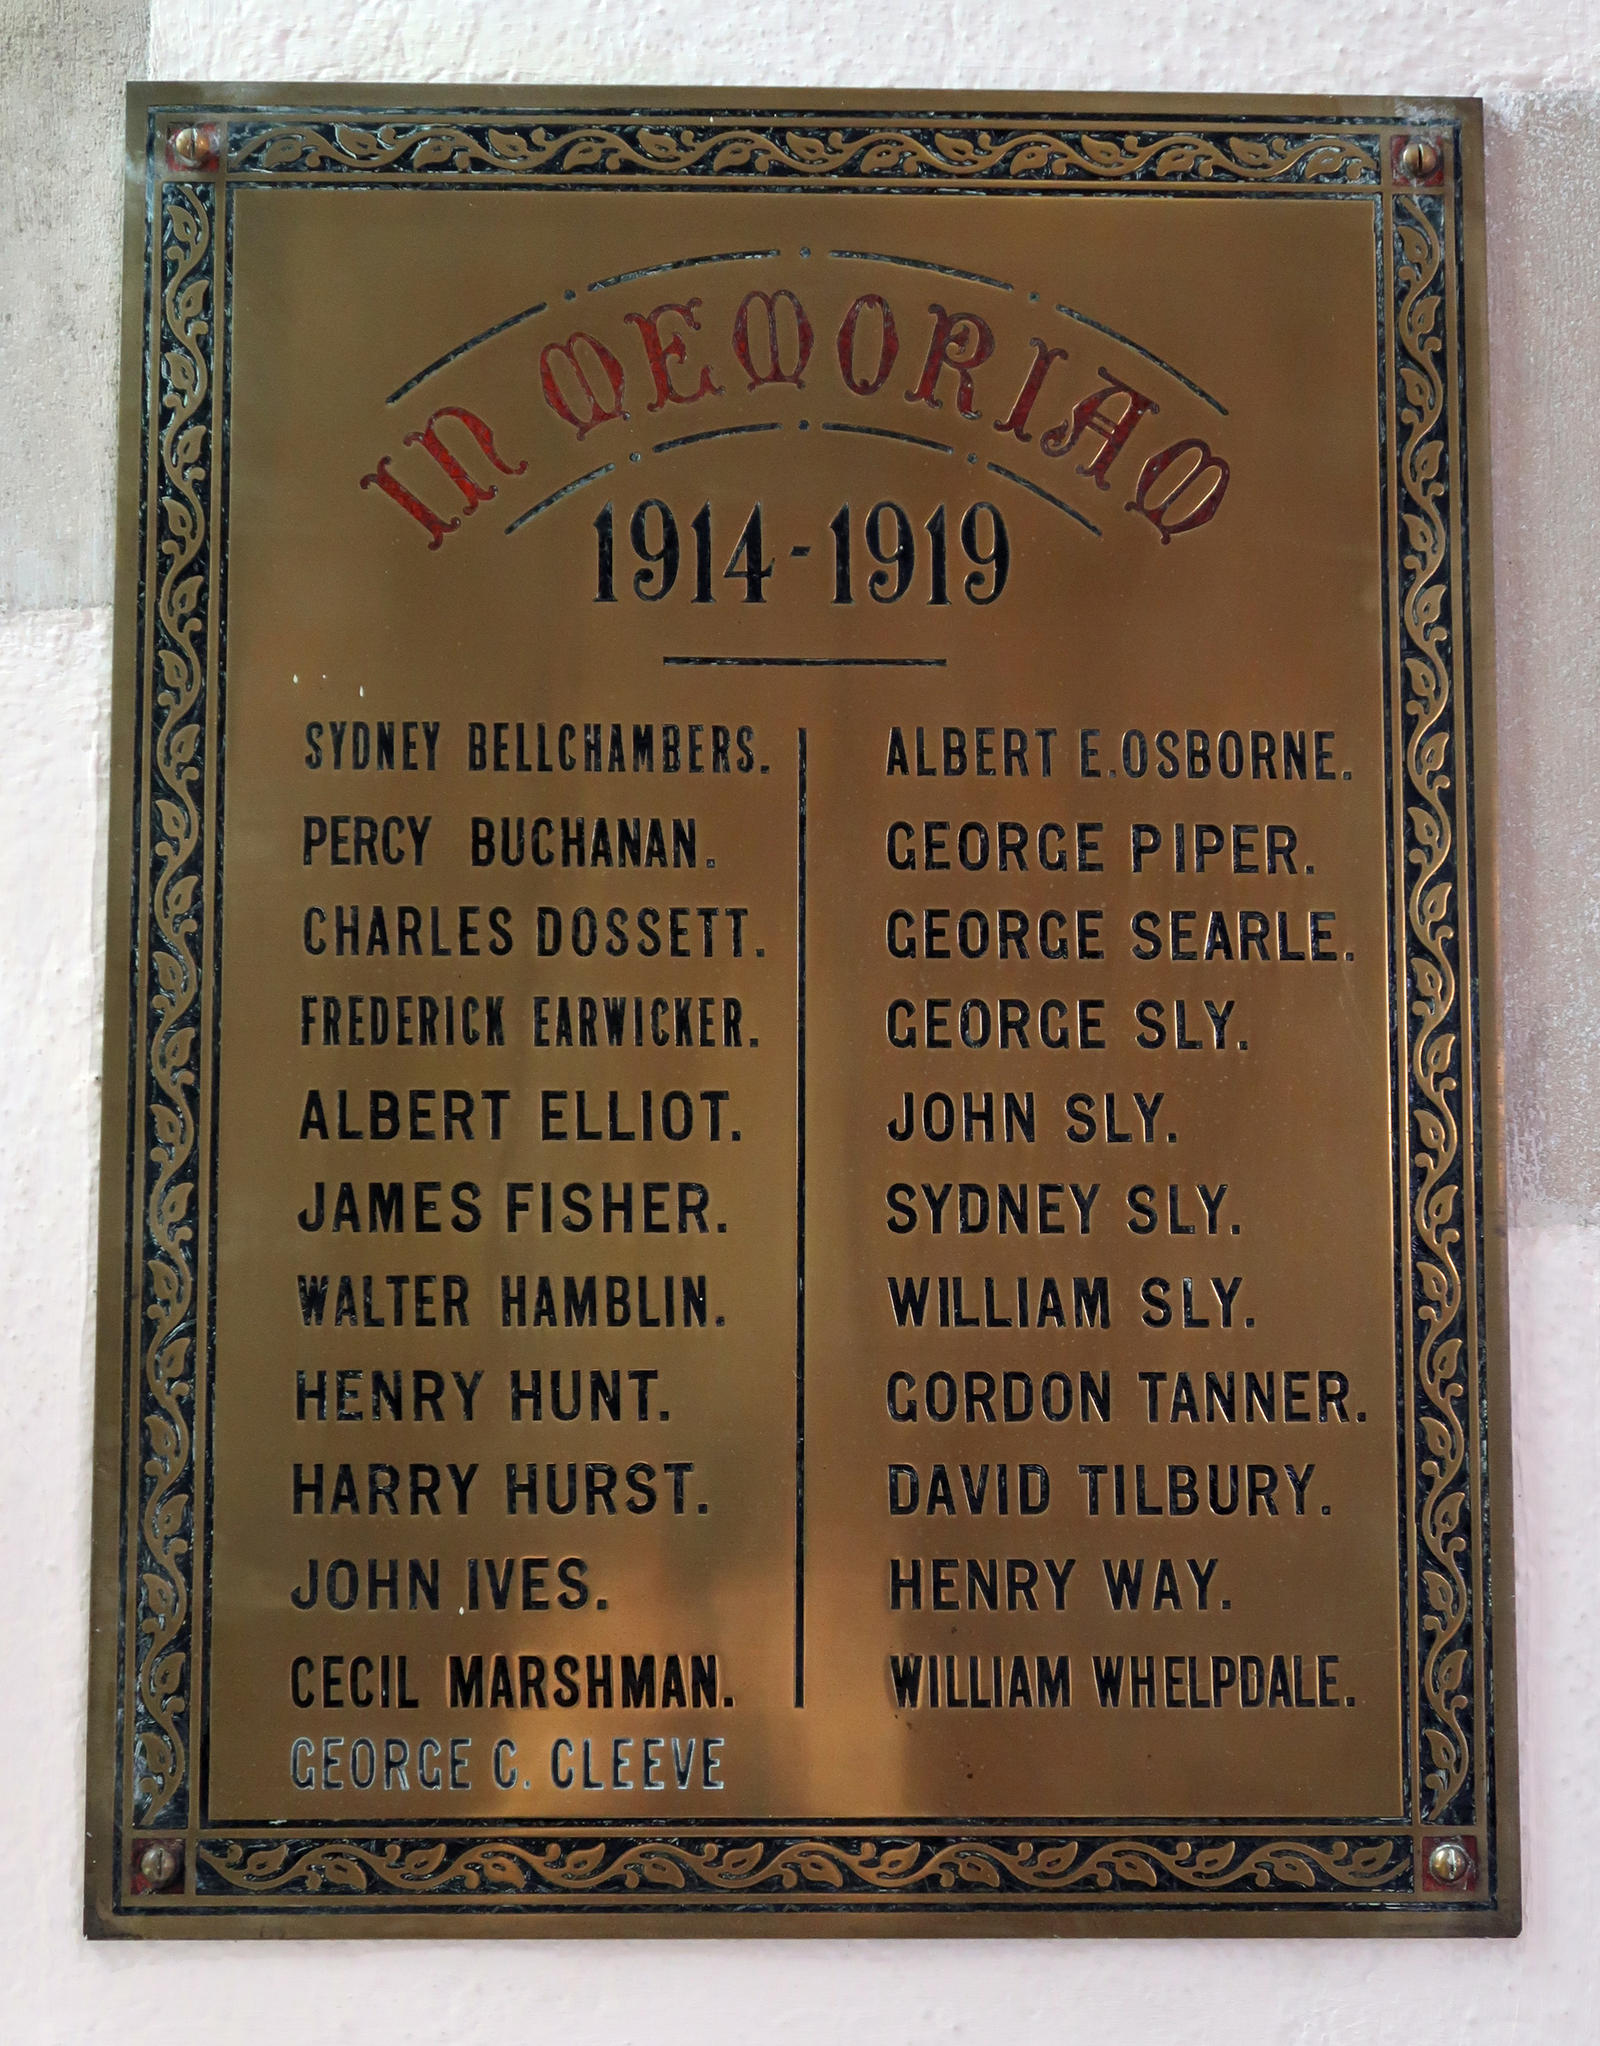 IN MEMORIAM
1914-1919
SYDNEY BELLCHAMBERS.
PERCY BUCHANAN.
CHARLES DOSSETT.
FREDERICK EARWICKER.
ALBERT ELLIOT.
JAMES FISHER.
WALTER HAMBLIN.
HENRY HUNT.
HARRY HURST.
JOHN IVES.
CECIL MARSHMAN.
GEORGE C. CLEEVE
ALBERT E. OSBORNE.
GEORGE PIPER.
GEORGE SEARLE.
GEORGE SLY.
JOHN SLY.
SYDNEY SLY.
WILLIAM SLY.
GORDON TANNER.
DAVID TILBURY.
HENRY WAY.
WILLIAM WHELPDALE.